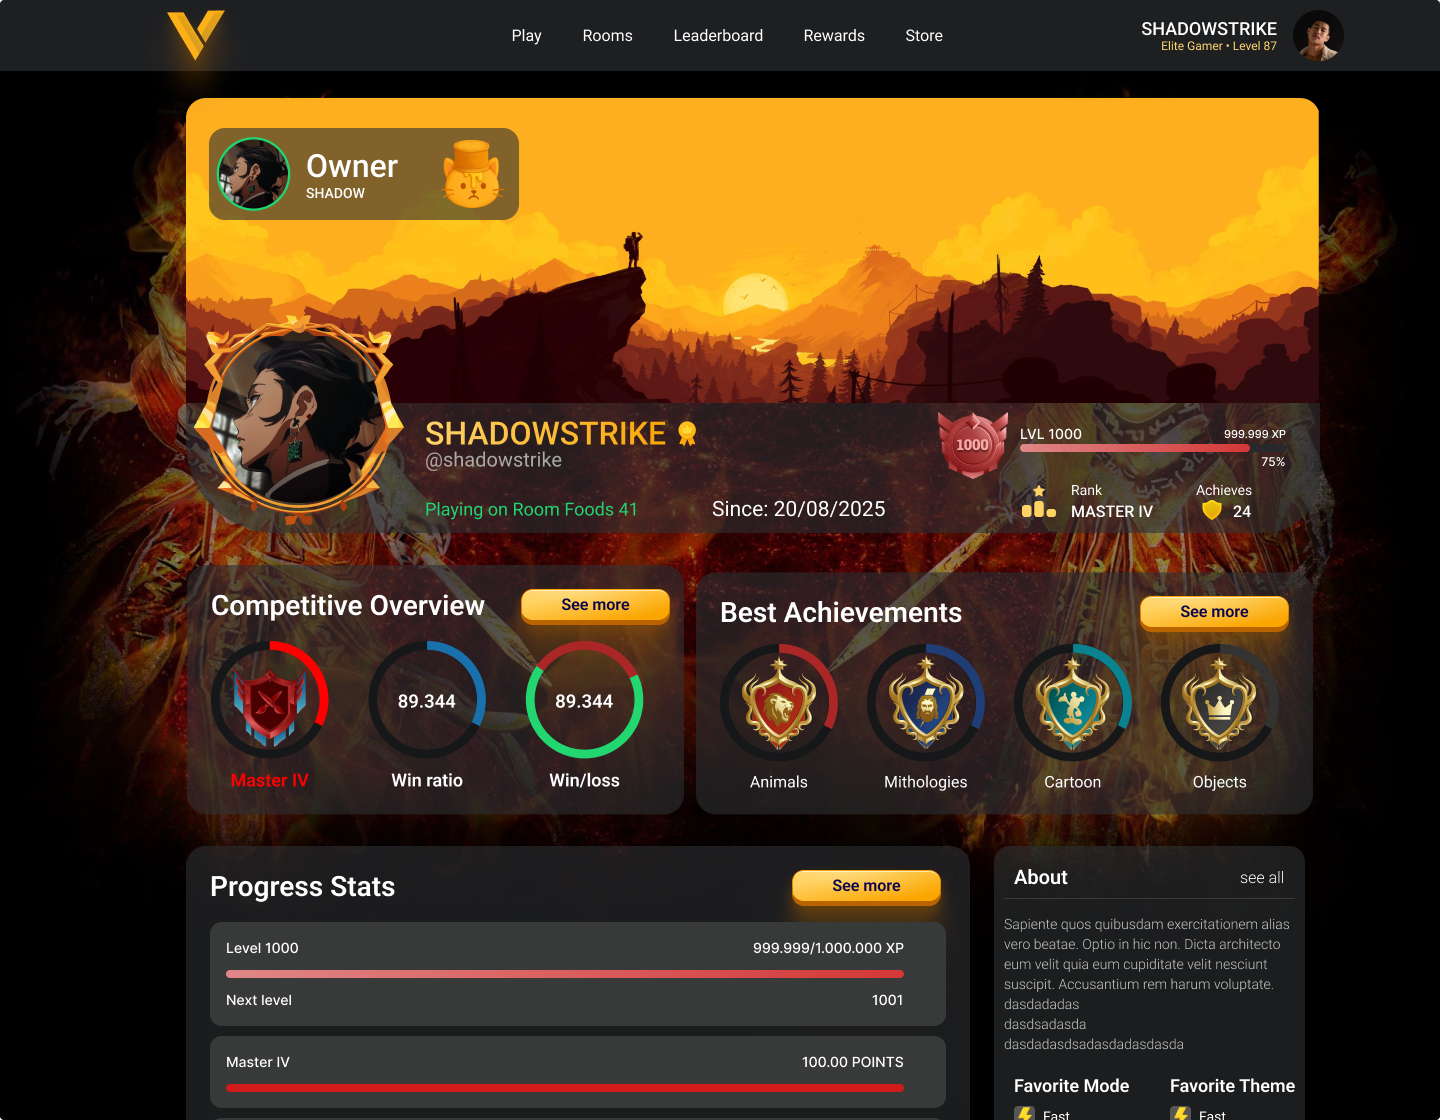 Play
Rooms
Leaderboard
Rewards
Store
SHADOWSTRIKE
Elite Gamer • Level 87
Owner
SHADOW
SHADOWSTRIKE
@shadowstrike
Playing on Room Foods 41
Since: 20/08/2025
1000
LVL 1000
999.999 XP
75%
Rank
MASTER IV
Achieves
24
Competitive Overview
See more
Master IV
89.344
Win ratio
89.344
Win/loss
Best Achievements
See more
Animals
Mithologies
Cartoon
Objects
Progress Stats
See more
Level 1000
999.999/1.000.000 XP
Next level
1001
Master IV
100.00 POINTS
About
see all
Sapiente quos quibusdam exercitationem alias
vero beatae. Optio in hic non. Dicta architecto
eum velit quia eum cupiditate velit nesciunt
suscipit. Accusantium rem harum voluptate.
dasdadadas
dasdsadasda
dasdadasdsadasdadasdasda
Favorite Mode
Fast
Favorite Theme
Fast